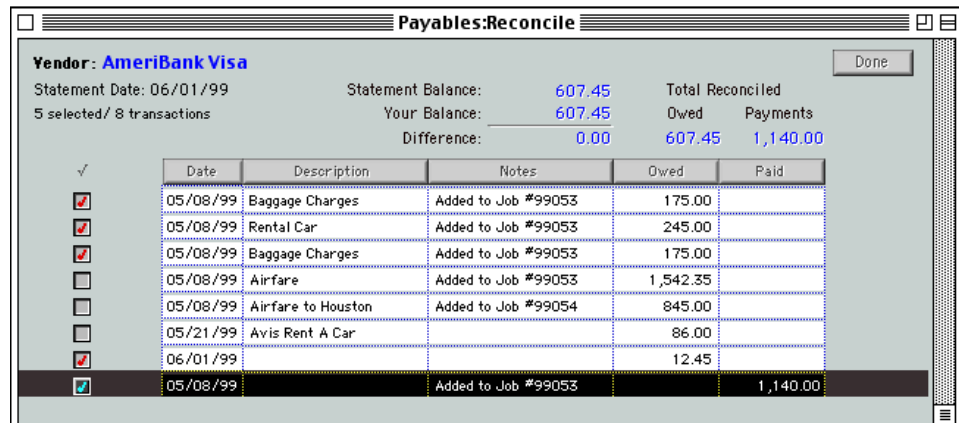 Payables:Reconcile
Vendor: AmeriBank Visa Done
Statement Date: 06/01/99 Statement Balance: 607.45 Total Reconciled
5 selected/ 8 transactions Your Balance: 607.45 Owed Payments
Difference: 0.00 607.45 1,140.00
√ Date Description Notes Owed Paid
05/08/99 Baggage Charges Added to Job #99053 175.00
05/08/99 Rental Car Added to Job #99053 245.00
05/08/99 Baggage Charges Added to Job #99053 175.00
05/08/99 Airfare Added to Job #99053 1,542.35
05/08/99 Airfare to Houston Added to Job #99054 845.00
05/21/99 Avis Rent A Car 86.00
06/01/99 12.45
05/08/99 Added to Job #99053 1,140.00